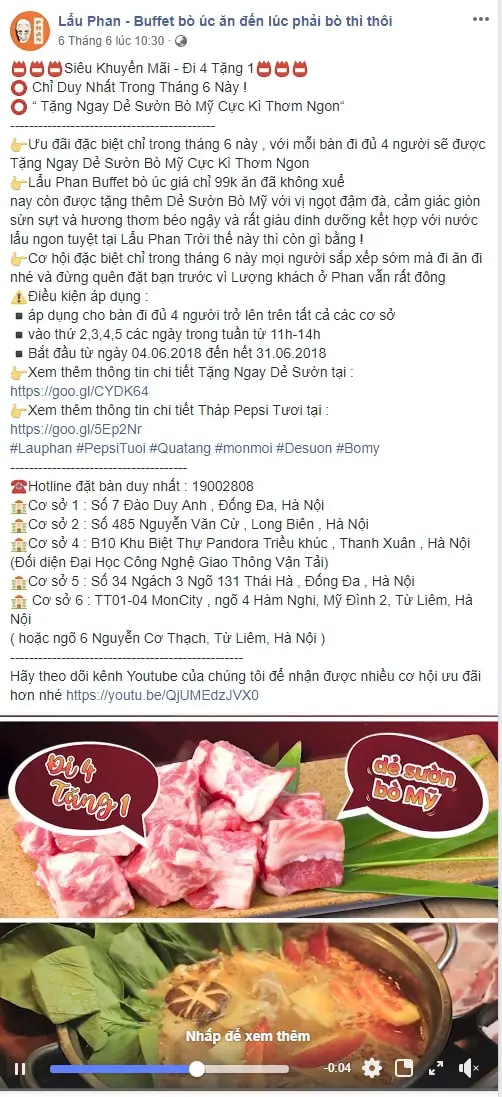 Lẩu Phan - Buffet bò úc ăn đến lúc phải bò thì thôi
6 Tháng 6 lúc 10:30
Siêu Khuyến Mãi - Đi 4 Tặng 1
Chỉ Duy Nhất Trong Tháng 6 Này !
“ Tặng Ngay Dẻ Sườn Bò Mỹ Cực Kì Thơm Ngon“
--------------------------------------------
Ưu đãi đặc biệt chỉ trong tháng 6 này , với mỗi bàn đi đủ 4 người sẽ được
Tặng Ngay Dẻ Sườn Bò Mỹ Cực Kì Thơm Ngon
Lẩu Phan Buffet bò úc giá chỉ 99k ăn đã không xuể
nay còn được tặng thêm Dẻ Sườn Bò Mỹ với vị ngọt đậm đà, cảm giác giòn
sừn sựt và hương thơm béo ngậy và rất giàu dinh dưỡng kết hợp với nước
lẩu ngon tuyệt tại Lẩu Phan Trời thế này thì còn gì bằng !
Cơ hội đặc biệt chỉ trong tháng 6 này mọi người sắp xếp sớm mà đi ăn đi
nhé và đừng quên đặt bạn trước vì Lượng khách ở Phan vẫn rất đông
Điều kiện áp dụng :
áp dụng cho bàn đi đủ 4 người trở lên trên tất cả các cơ sở
vào thứ 2,3,4,5 các ngày trong tuần từ 11h-14h
Bắt đầu từ ngày 04.06.2018 đến hết 31.06.2018
Xem thêm thông tin chi tiết Tặng Ngay Dẻ Sườn tại :
https://goo.gl/CYDK64
Xem thêm thông tin chi tiết Tháp Pepsi Tươi tại :
https://goo.gl/5Ep2Nr
#Lauphan #PepsiTuoi #Quatang #monmoi #Desuon #Bomy
--------------------------------------
Hotline đặt bàn duy nhất : 19002808
Cơ sở 1 : Số 7 Đào Duy Anh , Đống Đa, Hà Nội
Cơ sở 2 : Số 485 Nguyễn Văn Cừ , Long Biên , Hà Nội
Cơ sở 4 : B10 Khu Biệt Thự Pandora Triều khúc , Thanh Xuân , Hà Nội
(Đối diện Đại Học Công Nghệ Giao Thông Vận Tải)
Cơ sở 5 : Số 34 Ngách 3 Ngõ 131 Thái Hà , Đống Đa , Hà Nội
Cơ sở 6 : TT01-04 MonCity , ngõ 4 Hàm Nghi, Mỹ Đình 2, Từ Liêm, Hà
Nội
( hoặc ngõ 6 Nguyễn Cơ Thạch, Từ Liêm, Hà Nội )
--------------------------------------------------
Hãy theo dõi kênh Youtube của chúng tôi để nhận được nhiều cơ hội ưu đãi
hơn nhé https://youtu.be/QjUMEdzJVX0
Đi 4
Tặng 1
dẻ sườn
bò Mỹ
Nhấp để xem thêm
-0:04